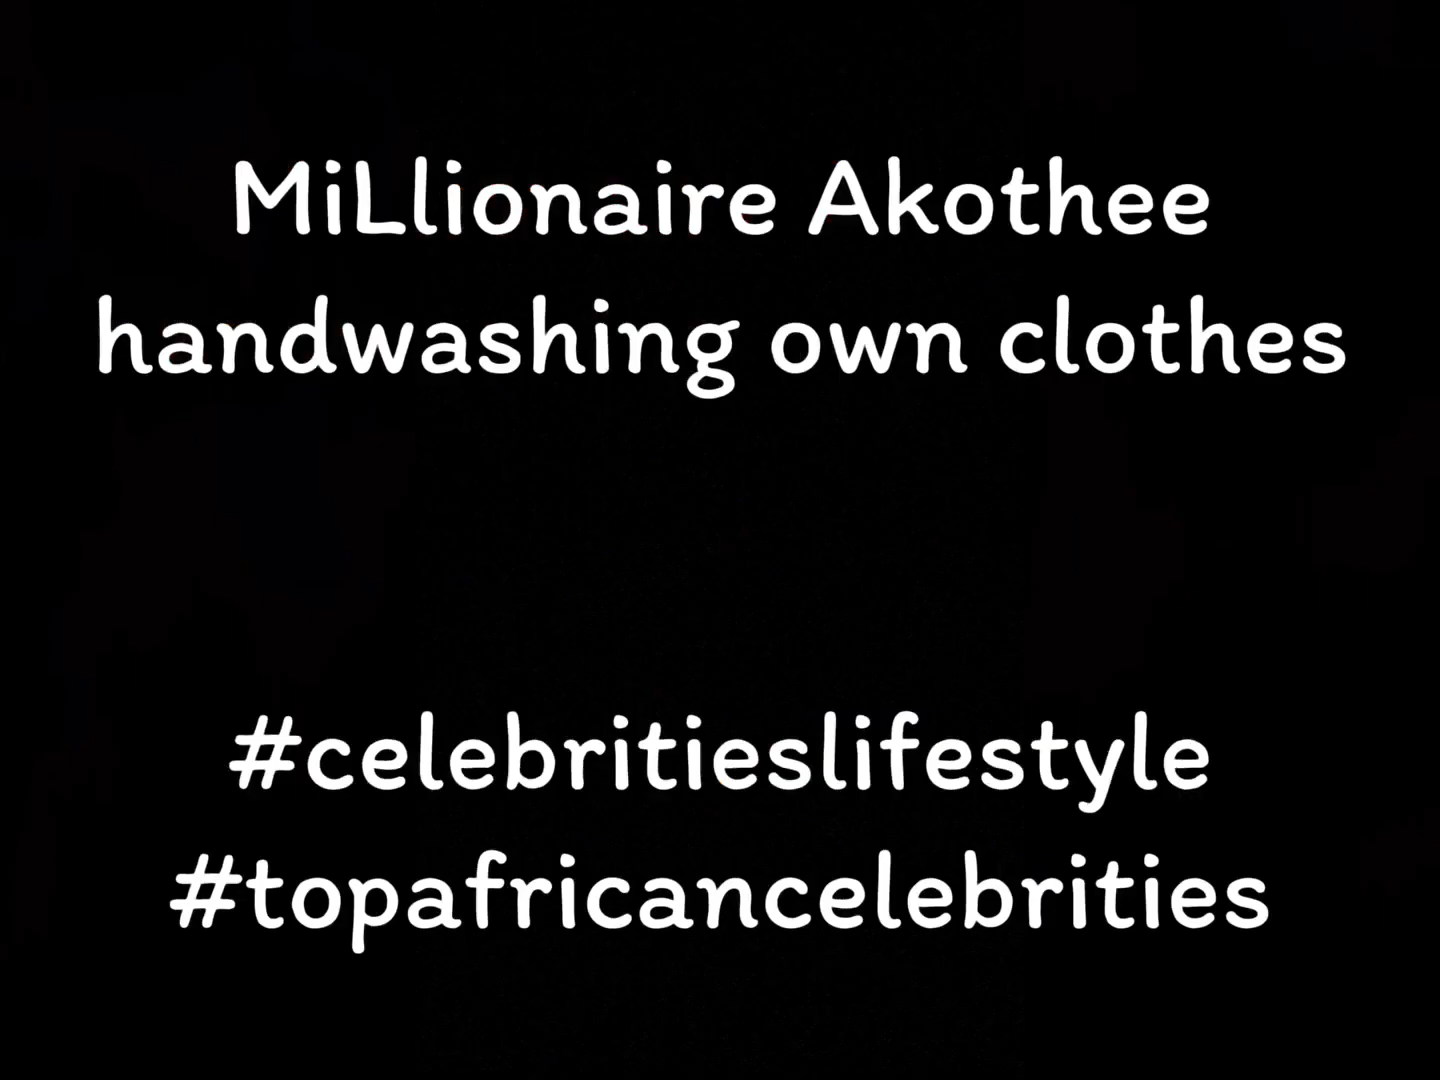 MiLlionaire Akothee
handwashing own clothes
#celebritieslifestyle
#topafricancelebrities